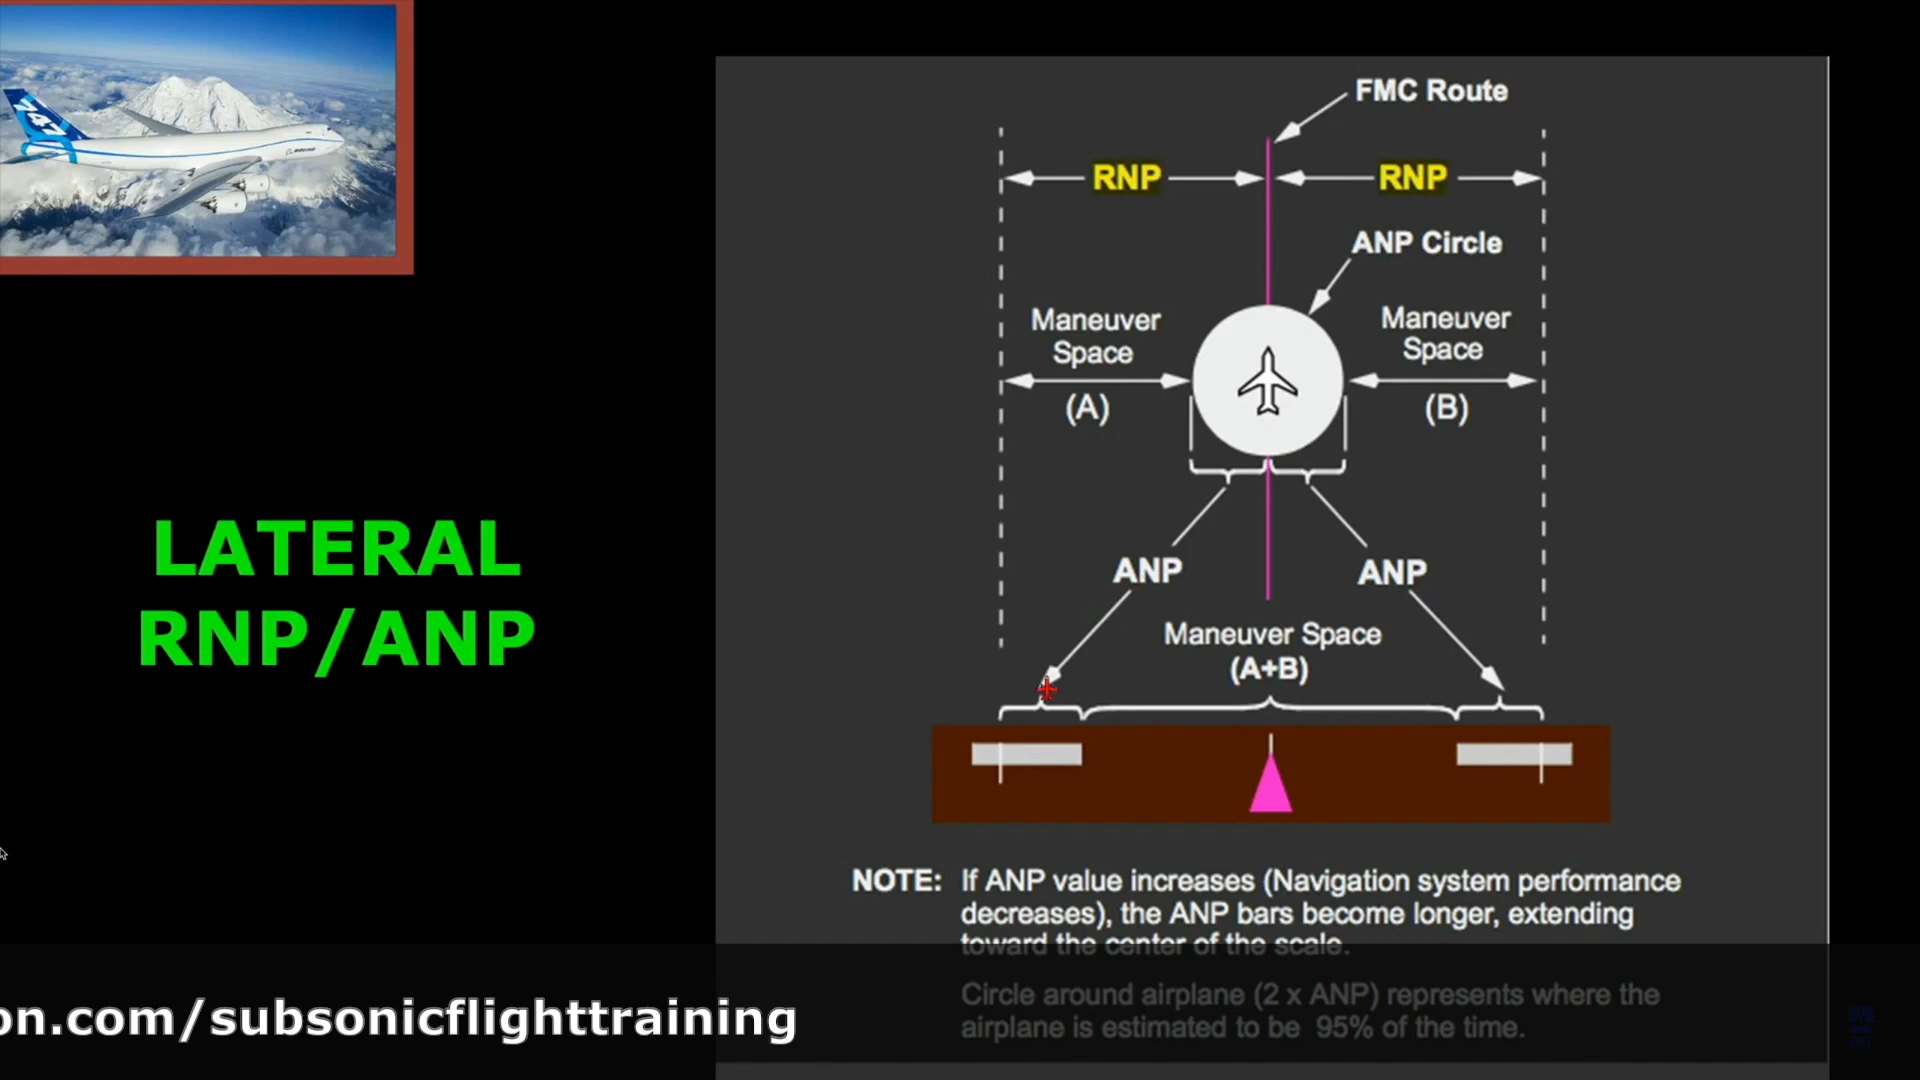 747
BOEING
FMC Route
RNP
RNP
ANP Circle
Maneuver
Space
(A)
Maneuver
Space
(B)
ANP
ANP
LATERAL
RNP/ANP
Maneuver Space
(A+B)
NOTE: If ANP value increases (Navigation system performance
decreases), the ANP bars become longer, extending
toward the center of the scale.
Circle around airplane (2 x ANP) represents where the
airplane is estimated to be 95% of the time.
on.com/subsonicflighttraining